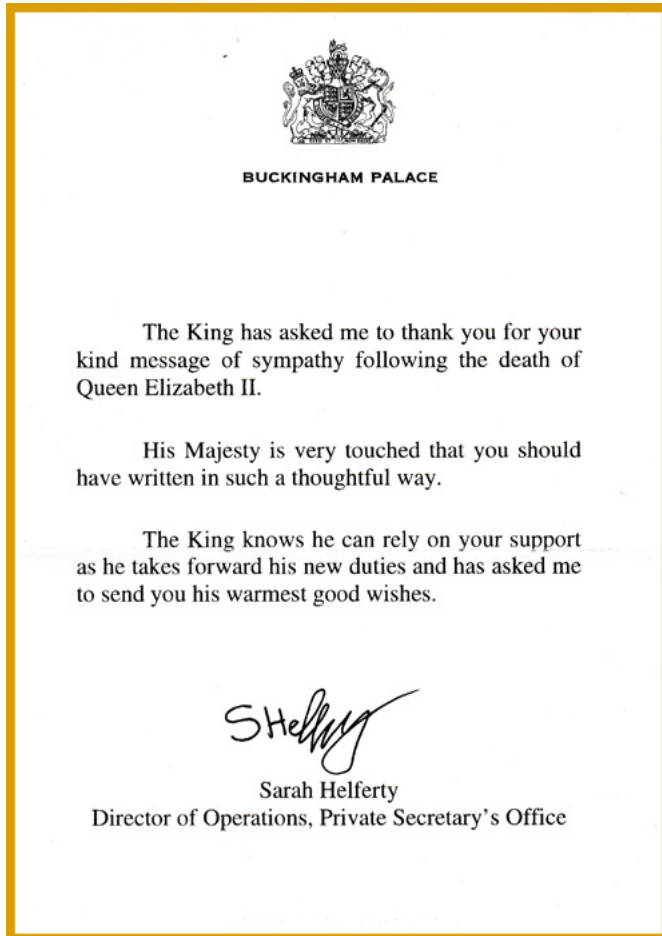 BUCKINGHAM PALACE
The King has asked me to thank you for your
kind message of sympathy following the death of
Queen Elizabeth II.
His Majesty is very touched that you should
have written in such a thoughtful way.
The King knows he can rely on your support
as he takes forward his new duties and has asked me
to send you his warmest good wishes.
SHelferty
Sarah Helferty
Director of Operations, Private Secretary's Office